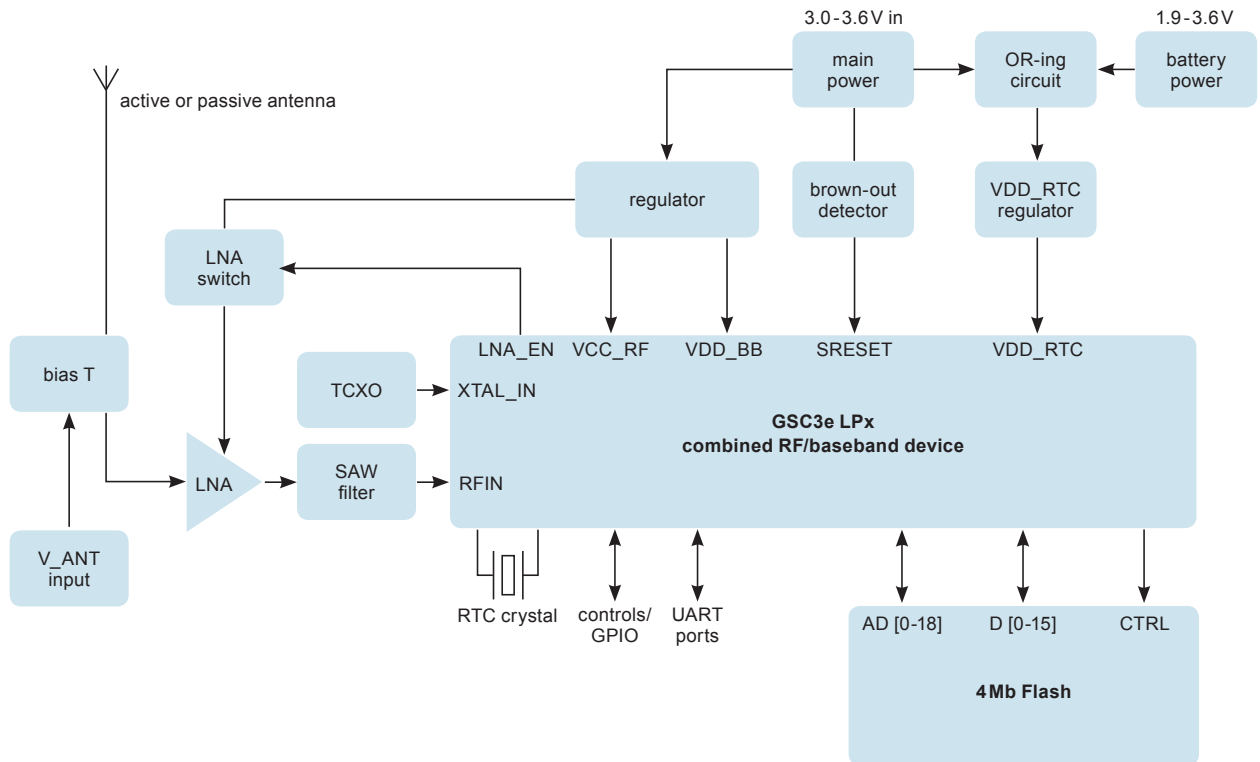 3.0-3.6V in
1.9-3.6V
main
power
OR-ing
circuit
battery
power
active or passive antenna
regulator
brown-out
detector
VDD_RTC
regulator
LNA
switch
bias T
LNA_EN
VCC_RF
VDD_BB
SRESET
VDD_RTC
TCXO
XTAL_IN
GSC3e LPx
combined RF/baseband device
LNA
SAW
filter
RFIN
V_ANT
input
RTC crystal
controls/
GPIO
UART
ports
AD [0-18]
D [0-15]
CTRL
4Mb Flash